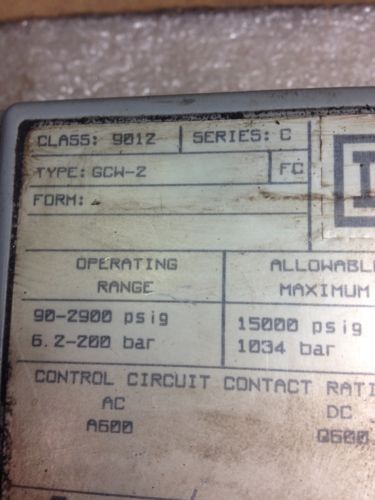 CLASS: 9012 SERIES: C
TYPE: GCW-2 FC
FORM:
OPERATING RANGE
90-2900 psig
6.2-200 bar
ALLOWABLE
MAXIMUM
15000 psig
1034 bar
CONTROL CIRCUIT CONTACT RATI
AC DC
A600 Q600